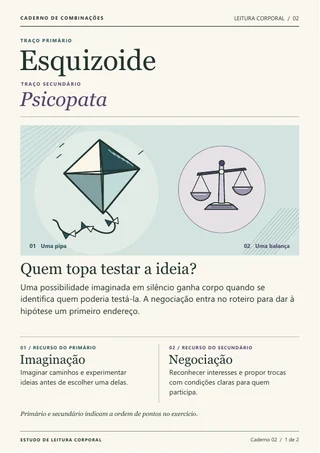 CADERNO DE COMBINAÇÕES
LEITURA CORPORAL / 02
TRAÇO PRIMÁRIO
Esquizoide
TRAÇO SECUNDÁRIO
Psicopata
01 Uma pipa
02 Uma balança
Quem topa testar a ideia?
Uma possibilidade imaginada em silêncio ganha corpo quando se
identifica quem poderia testá-la. A negociação entra no roteiro para dar à
hipótese um primeiro endereço.
01 / RECURSO DO PRIMÁRIO
Imaginação
Imaginar caminhos e experimentar
ideias antes de escolher uma delas.
02 / RECURSO DO SECUNDÁRIO
Negociação
Reconhecer interesses e propor trocas
com condições claras para quem
participa.
Primário e secundário indicam a ordem de pontos no exercício.
ESTUDO DE LEITURA CORPORAL
Caderno 02 / 1 de 2